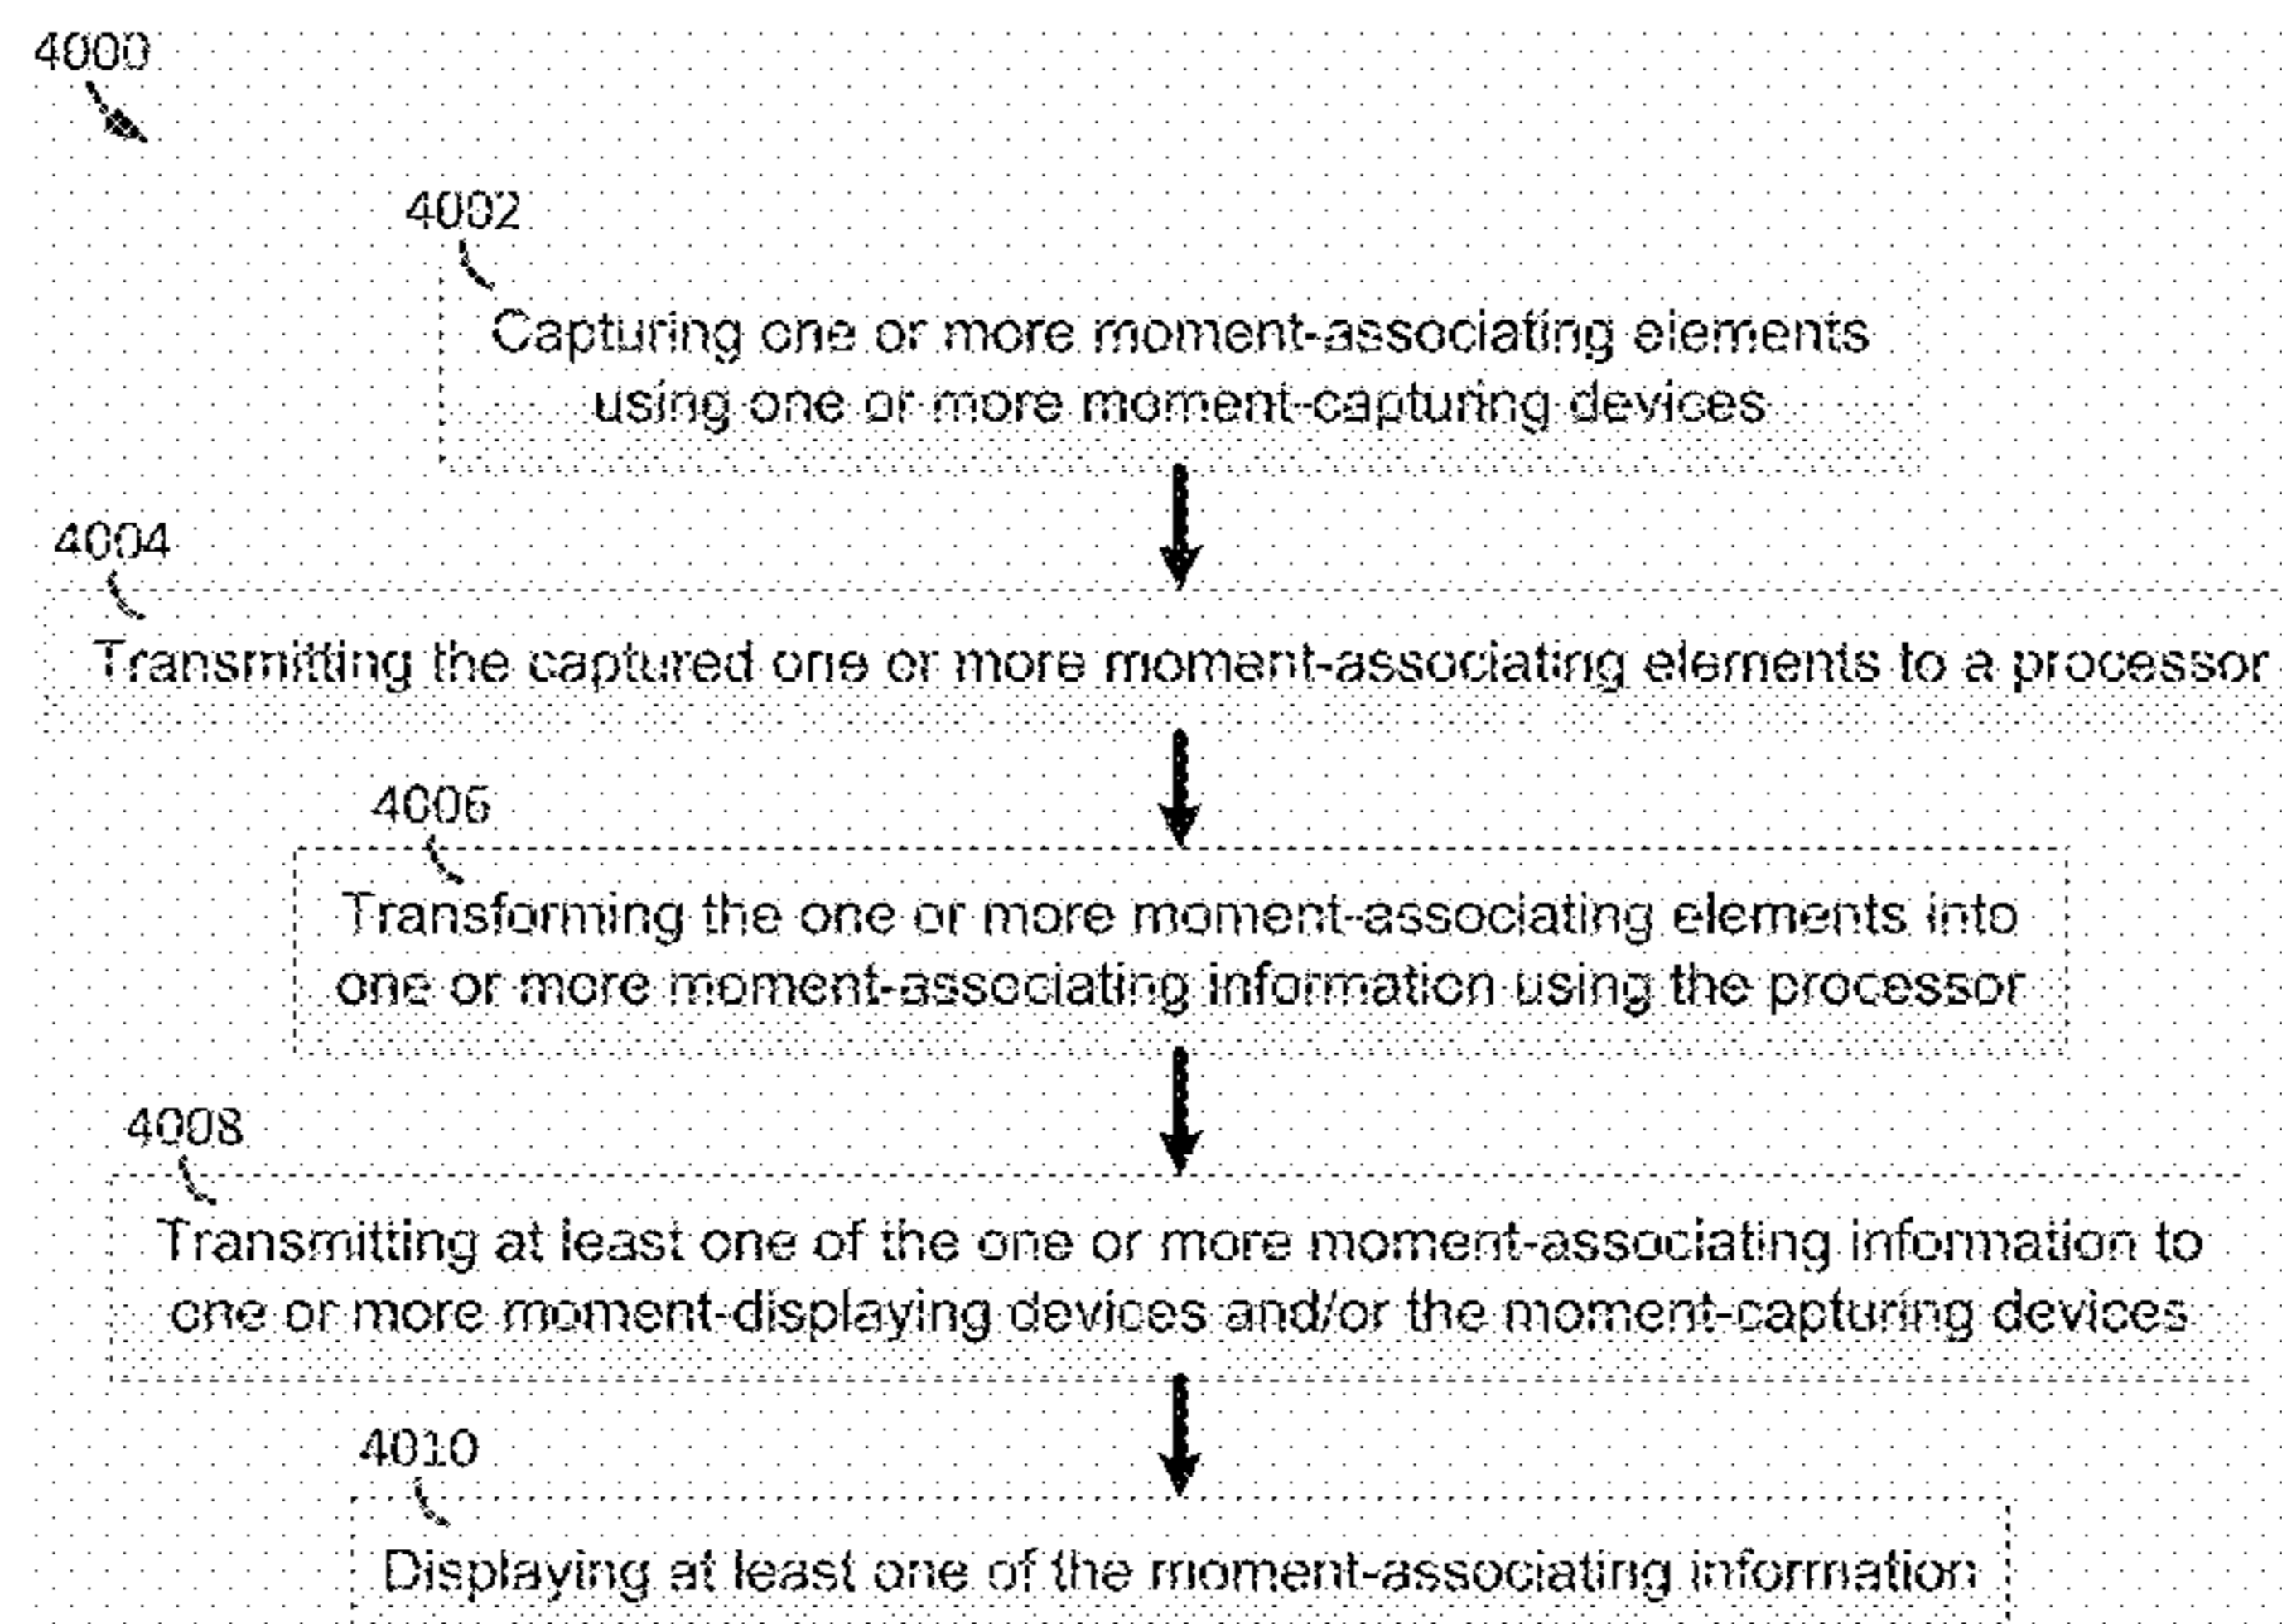 4000
4002
Capturing one or more moment-associating elements
using one or more moment-capturing devices
4004
Transmitting the captured one or more moment-associating elements to a processor
4006
Transforming the one or more moment-associating elements into
one or more moment-associating information using the processor
4008
Transmitting at least one of the one or more moment-associating information to
one or more moment-displaying devices and/or the moment-capturing devices
4010
Displaying at least one of the moment-associating information